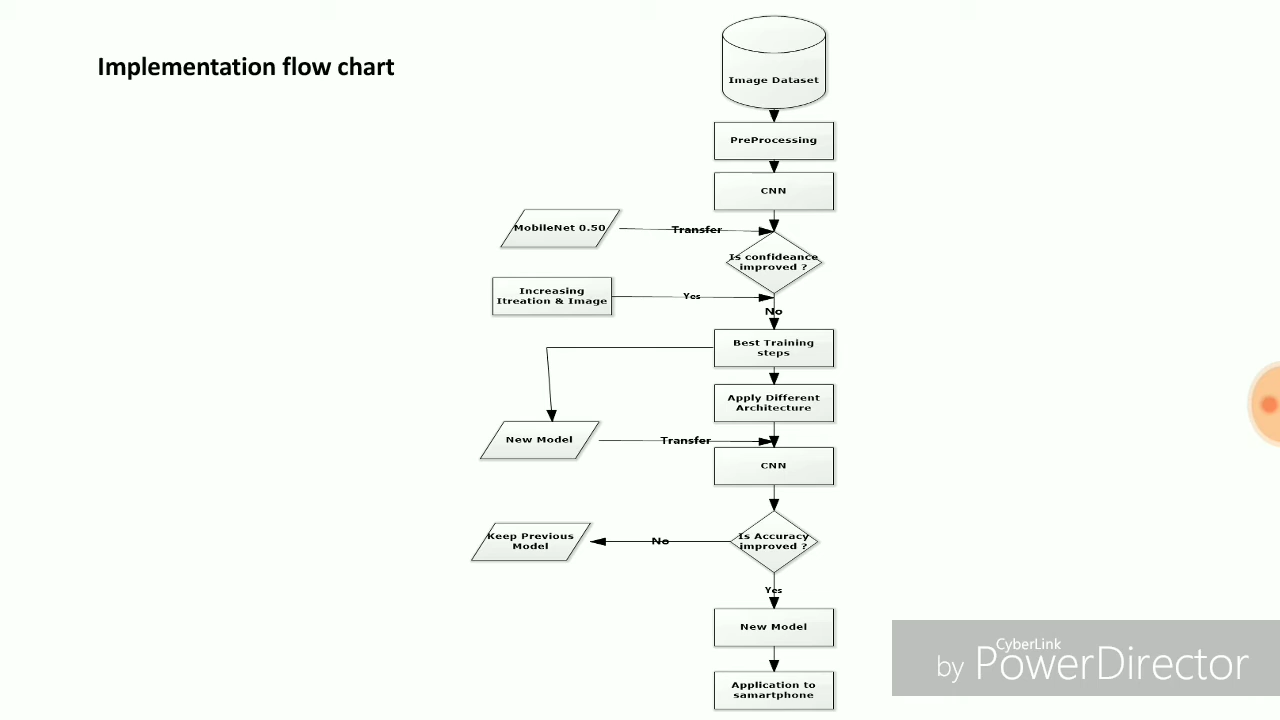 Implementation flow chart
Image Dataset
PreProcessing
CNN
MobileNet 0.50
Transfer
Is confideance
improved ?
Increasing
Itreation & Image
Yes
No
Best Training
steps
Apply Different
Architecture
New Model
Transfer
CNN
Keep Previous
Model
No
Is Accuracy
improved ?
Yes
New Model
Application to
samartphone
CyberLink
by PowerDirector